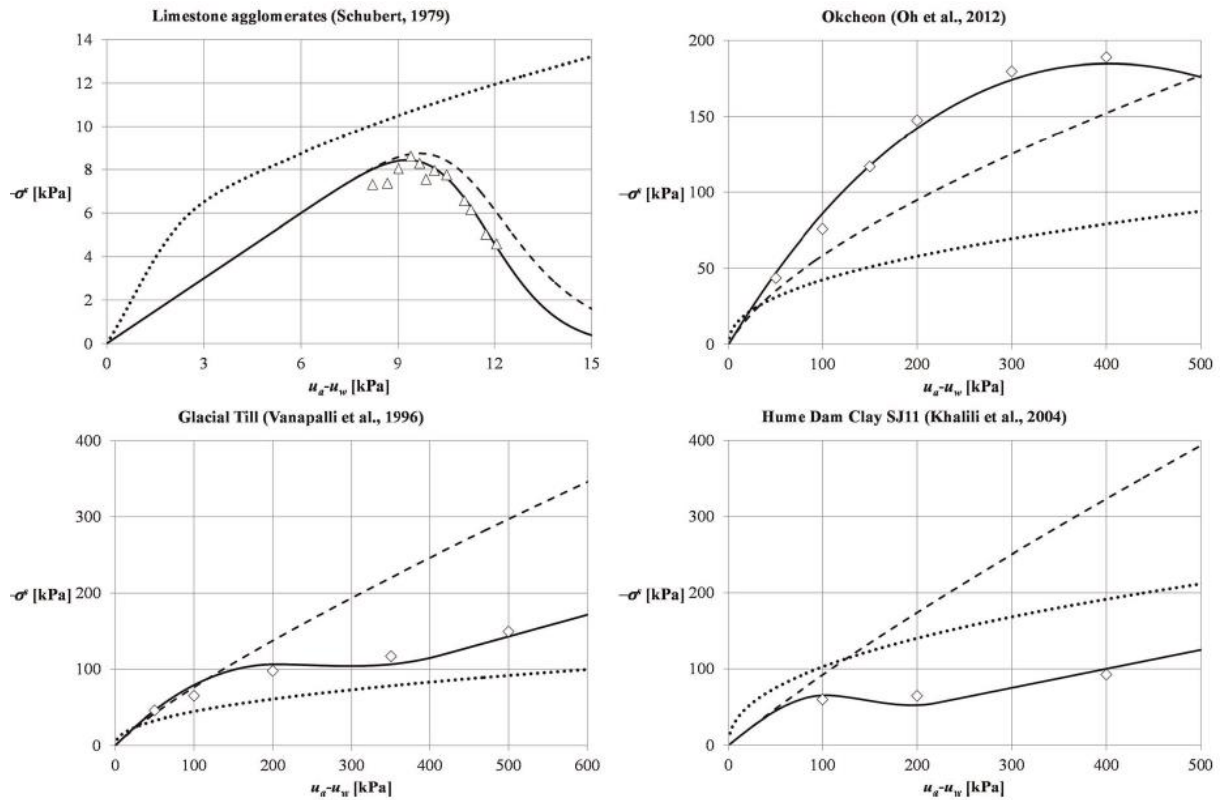 Limestone agglomerates (Schubert, 1979)
14
12
10
8
6
4
2
0
-σˢ [kPa]
0 3 6 9 12 15
uₐ-u_w [kPa]
Okcheon (Oh et al., 2012)
200
150
100
50
0
-σˢ [kPa]
0 100 200 300 400 500
uₐ-u_w [kPa]
Glacial Till (Vanapalli et al., 1996)
400
300
200
100
0
-σˢ [kPa]
0 100 200 300 400 500 600
uₐ-u_w [kPa]
Hume Dam Clay SJ11 (Khalili et al., 2004)
400
300
200
100
0
-σˢ [kPa]
0 100 200 300 400 500
uₐ-u_w [kPa]